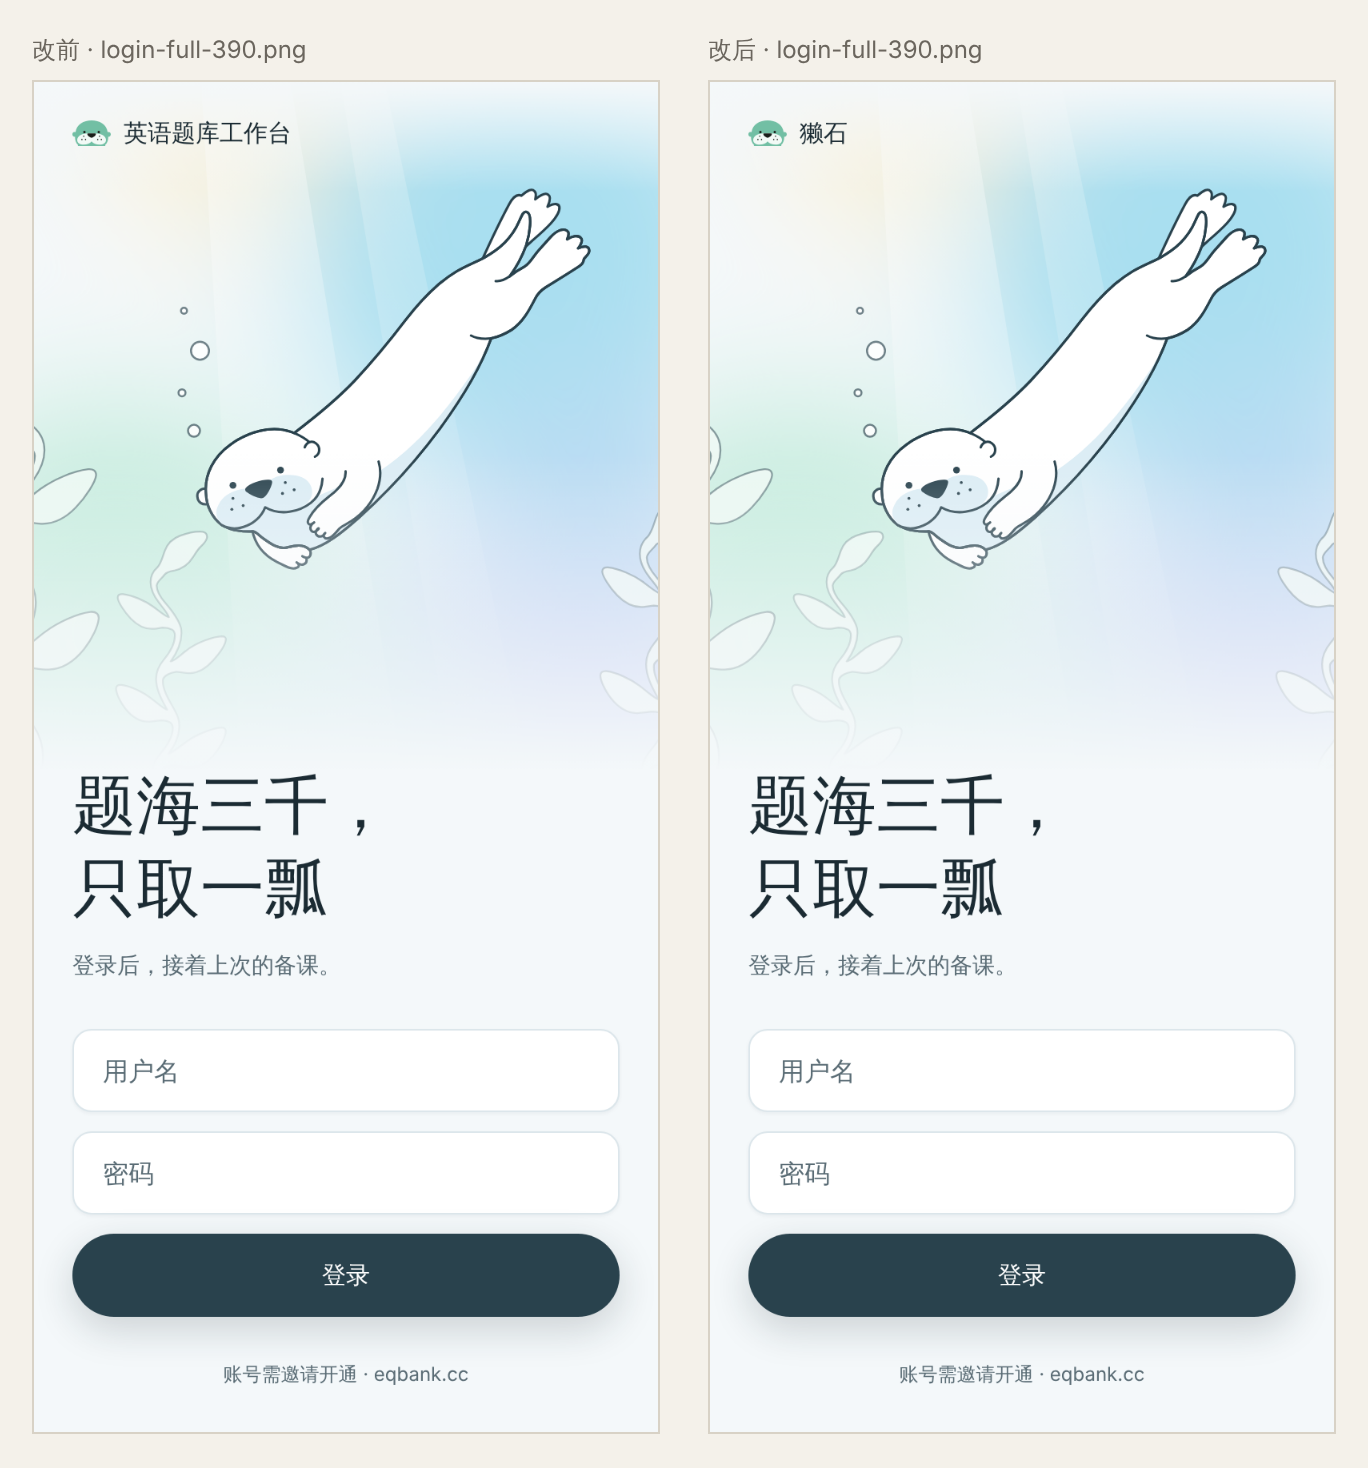 改前 · login-full-390.png
英语题库工作台
题海三千，
只取一瓢
登录后，接着上次的备课。
用户名
密码
登录
账号需邀请开通 · eqbank.cc
改后 · login-full-390.png
獭石
题海三千，
只取一瓢
登录后，接着上次的备课。
用户名
密码
登录
账号需邀请开通 · eqbank.cc